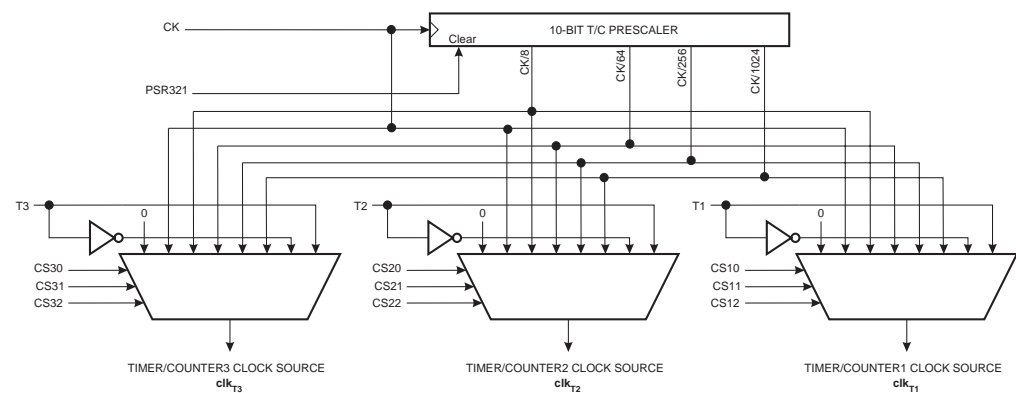 CK
10-BIT T/C PRESCALER
Clear
CK/8
CK/64
CK/256
CK/1024
PSR321
T3
0
T2
0
T1
0
CS30
CS31
CS32
CS20
CS21
CS22
CS10
CS11
CS12
TIMER/COUNTER3 CLOCK SOURCE
clkT3
TIMER/COUNTER2 CLOCK SOURCE
clkT2
TIMER/COUNTER1 CLOCK SOURCE
clkT1